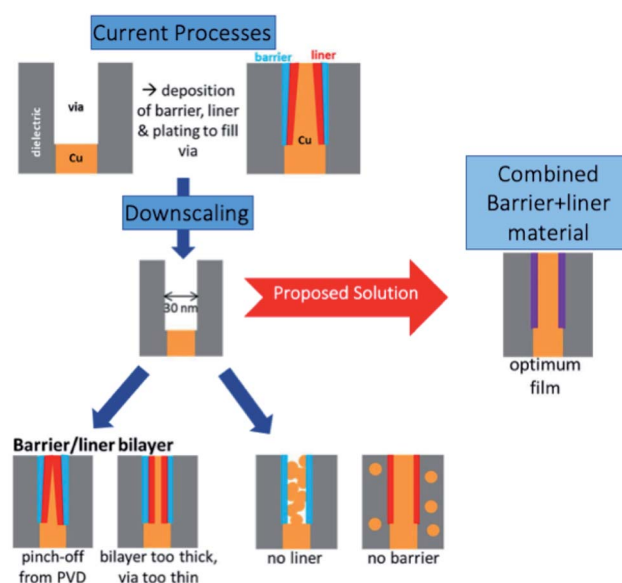 Current Processes
barrier
liner
dielectric
via
Cu
→ deposition
of barrier, liner
& plating to fill
via
Cu
Downscaling
30 nm
Proposed Solution
Combined
Barrier+liner
material
optimum
film
Barrier/liner bilayer
pinch-off
from PVD
bilayer too thick,
via too thin
no liner
no barrier